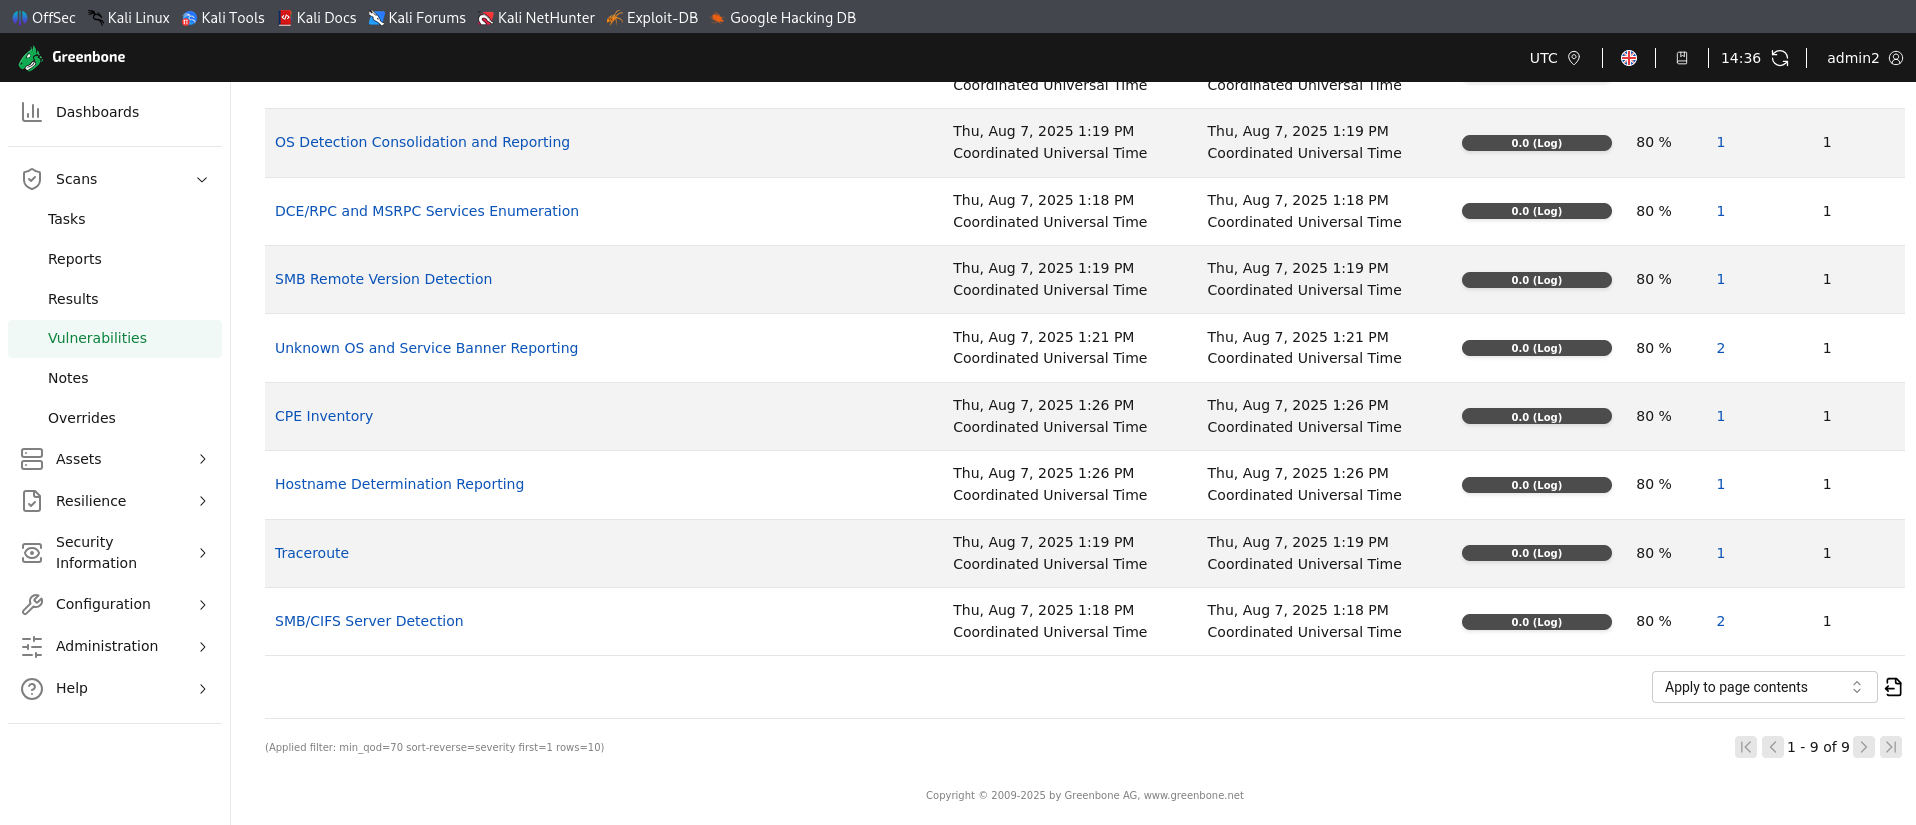 OffSec Kali Linux Kali Tools Kali Docs Kali Forums Kali NetHunter Exploit-DB Google Hacking DB
Greenbone UTC 14:36 admin2
Dashboards
Scans
Tasks
Reports
Results
Vulnerabilities
Notes
Overrides
Assets
Resilience
Security
Information
Configuration
Administration
Help
Coordinated Universal Time Coordinated Universal Time
OS Detection Consolidation and Reporting Thu, Aug 7, 2025 1:19 PM Thu, Aug 7, 2025 1:19 PM 0.0 (Log) 80 % 1 1
Coordinated Universal Time Coordinated Universal Time
DCE/RPC and MSRPC Services Enumeration Thu, Aug 7, 2025 1:18 PM Thu, Aug 7, 2025 1:18 PM 0.0 (Log) 80 % 1 1
Coordinated Universal Time Coordinated Universal Time
SMB Remote Version Detection Thu, Aug 7, 2025 1:19 PM Thu, Aug 7, 2025 1:19 PM 0.0 (Log) 80 % 1 1
Coordinated Universal Time Coordinated Universal Time
Unknown OS and Service Banner Reporting Thu, Aug 7, 2025 1:21 PM Thu, Aug 7, 2025 1:21 PM 0.0 (Log) 80 % 2 1
Coordinated Universal Time Coordinated Universal Time
CPE Inventory Thu, Aug 7, 2025 1:26 PM Thu, Aug 7, 2025 1:26 PM 0.0 (Log) 80 % 1 1
Coordinated Universal Time Coordinated Universal Time
Hostname Determination Reporting Thu, Aug 7, 2025 1:26 PM Thu, Aug 7, 2025 1:26 PM 0.0 (Log) 80 % 1 1
Coordinated Universal Time Coordinated Universal Time
Traceroute Thu, Aug 7, 2025 1:19 PM Thu, Aug 7, 2025 1:19 PM 0.0 (Log) 80 % 1 1
Coordinated Universal Time Coordinated Universal Time
SMB/CIFS Server Detection Thu, Aug 7, 2025 1:18 PM Thu, Aug 7, 2025 1:18 PM 0.0 (Log) 80 % 2 1
Coordinated Universal Time Coordinated Universal Time
Apply to page contents
(Applied filter: min_qod=70 sort-reverse=severity first=1 rows=10) 1 - 9 of 9
Copyright © 2009-2025 by Greenbone AG, www.greenbone.net